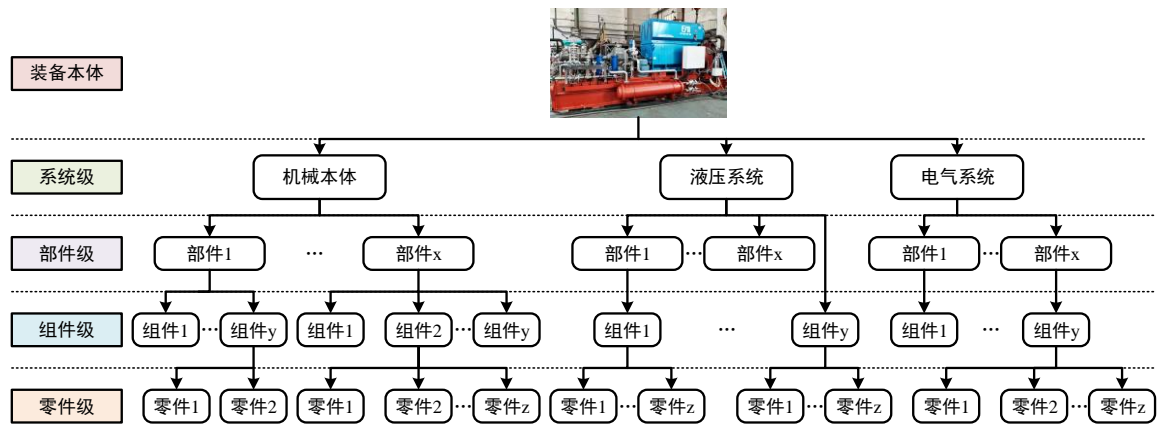 装备本体
系统级
机械本体
液压系统
电气系统
部件级
部件1
···
部件x
部件1
···
部件x
部件1
···
部件x
组件级
组件1
···
组件y
组件1
组件2
···
组件y
组件1
···
组件y
组件1
···
组件y
零件级
零件1
零件2
零件1
零件2
···
零件z
零件1
···
零件z
零件1
···
零件z
零件1
零件2
···
零件z